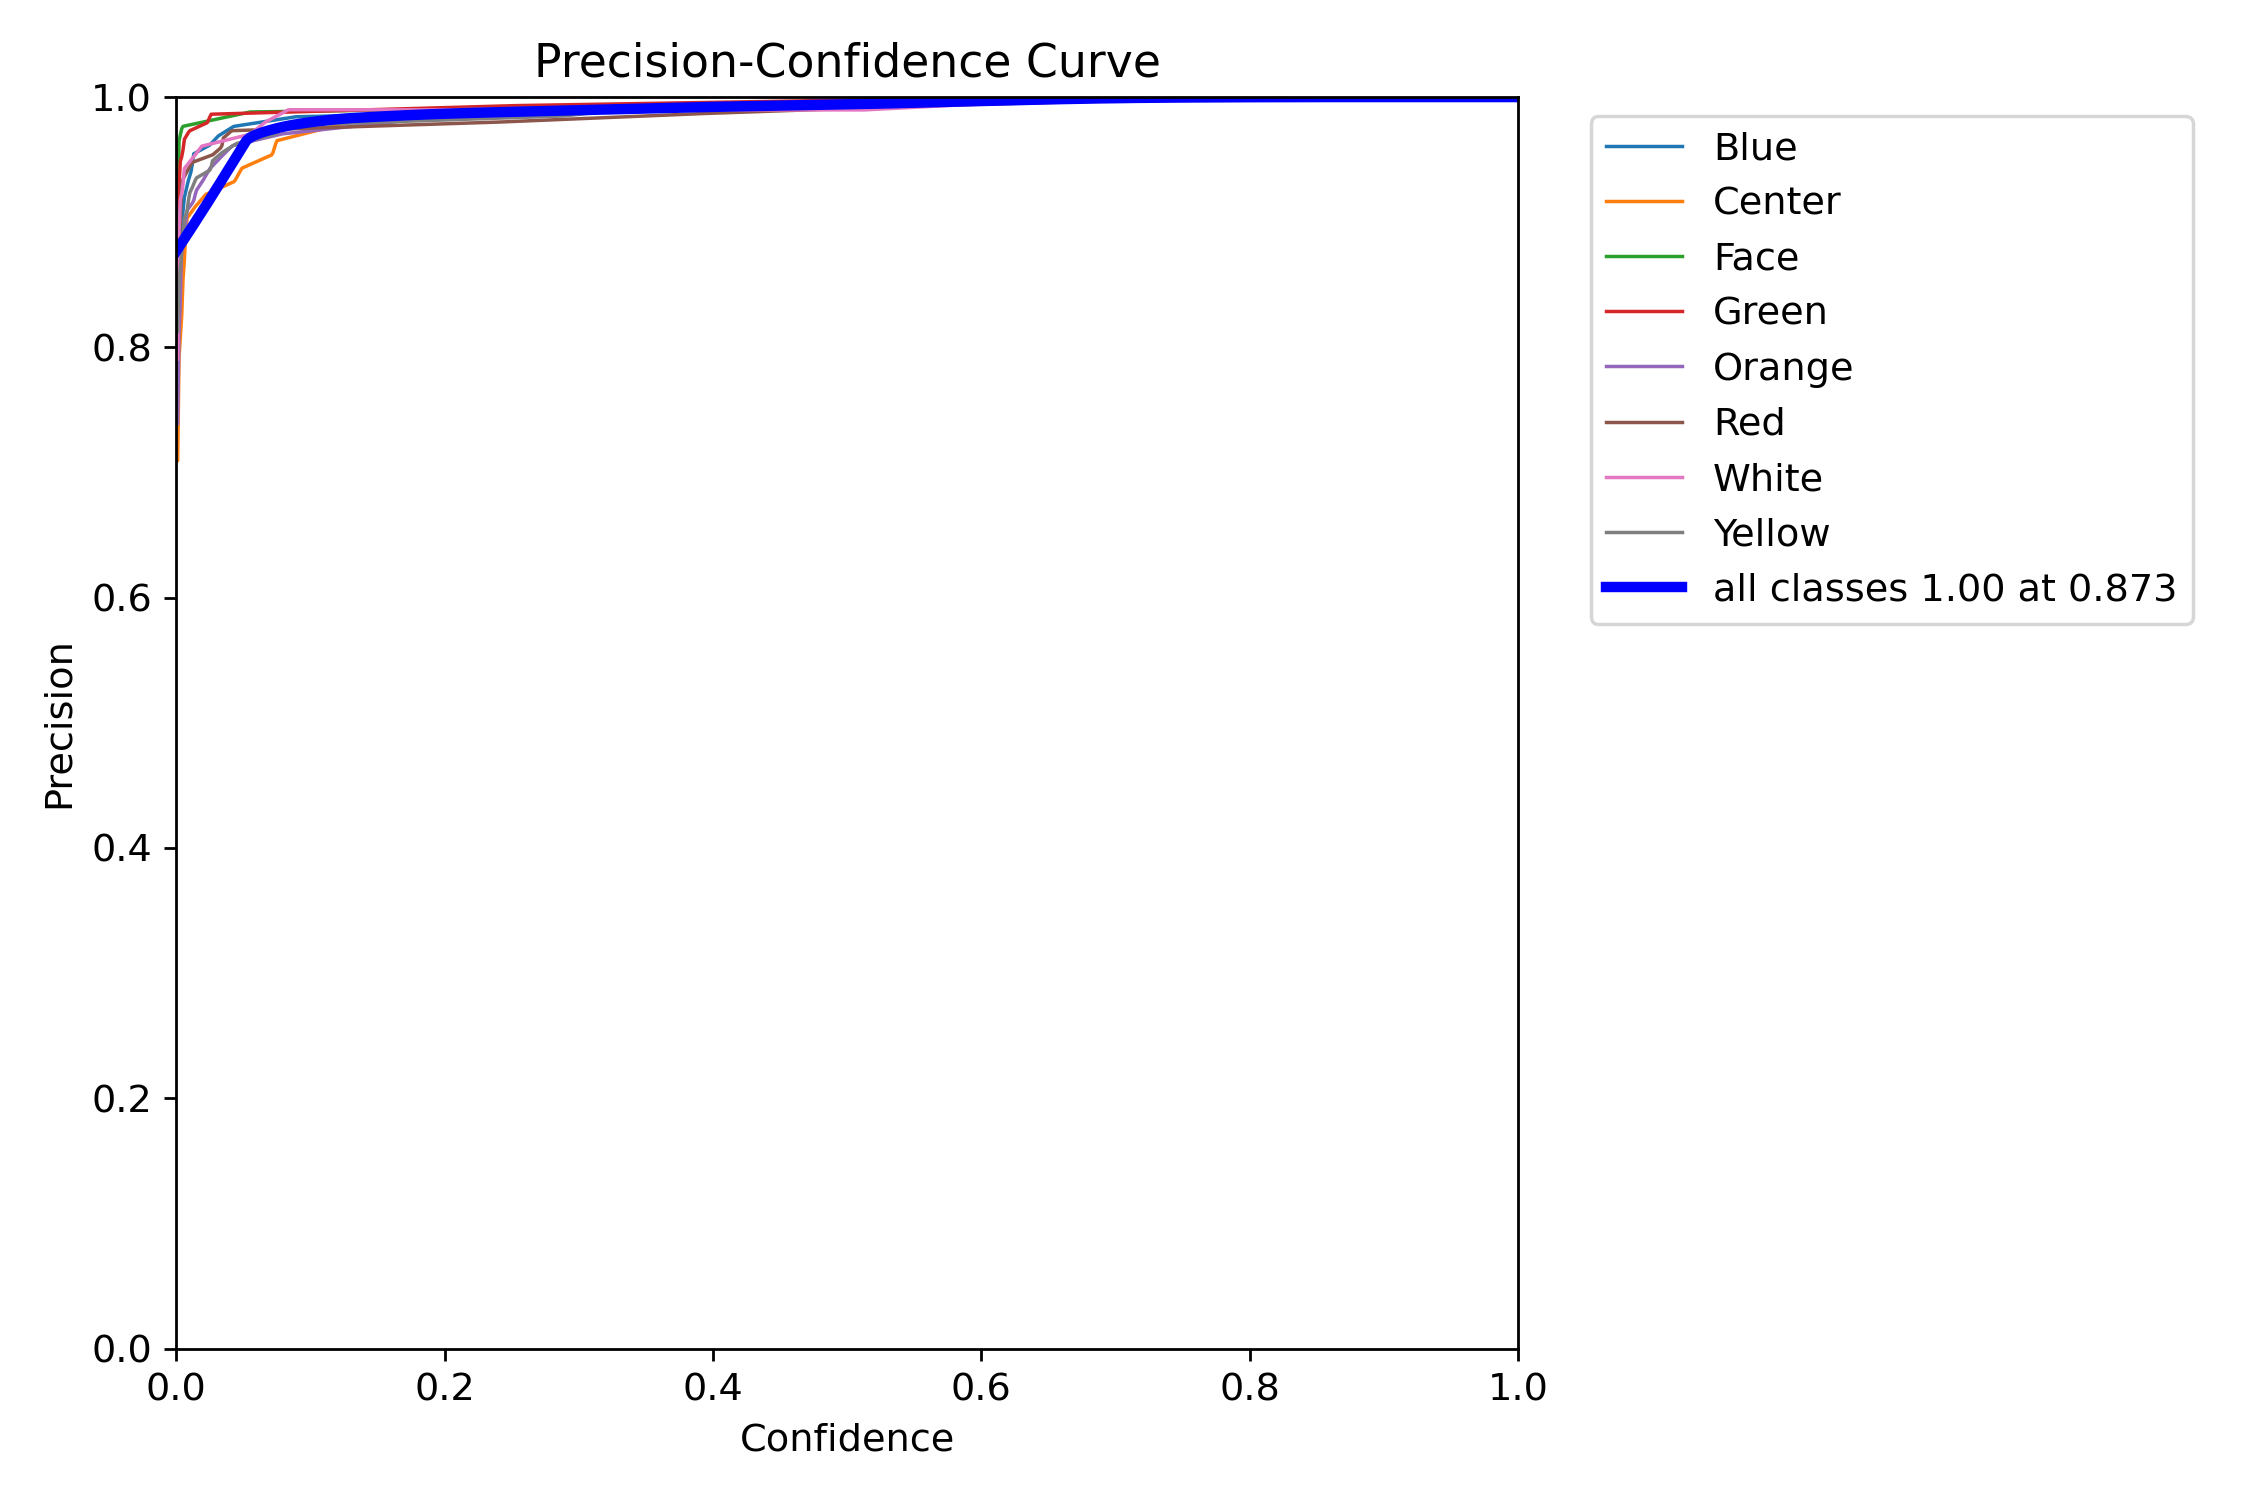 Precision-Confidence Curve
1.0
0.8
0.6
0.4
0.2
0.0
Precision
0.0 0.2 0.4 0.6 0.8 1.0
Confidence
Blue
Center
Face
Green
Orange
Red
White
Yellow
all classes 1.00 at 0.873